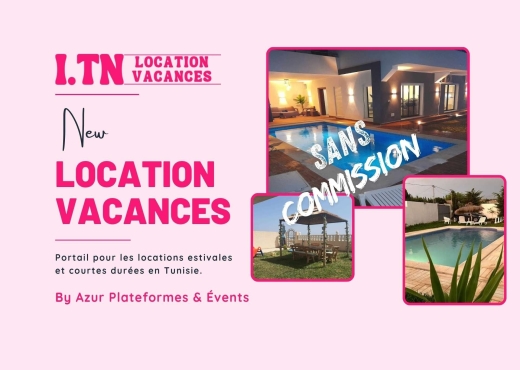 I.TN LOCATION
VACANCES
New
LOCATION
VACANCES
Portail pour les locations estivales
et courtes durées en Tunisie.
By Azur Plateformes & Évents
SANS
COMMISSION